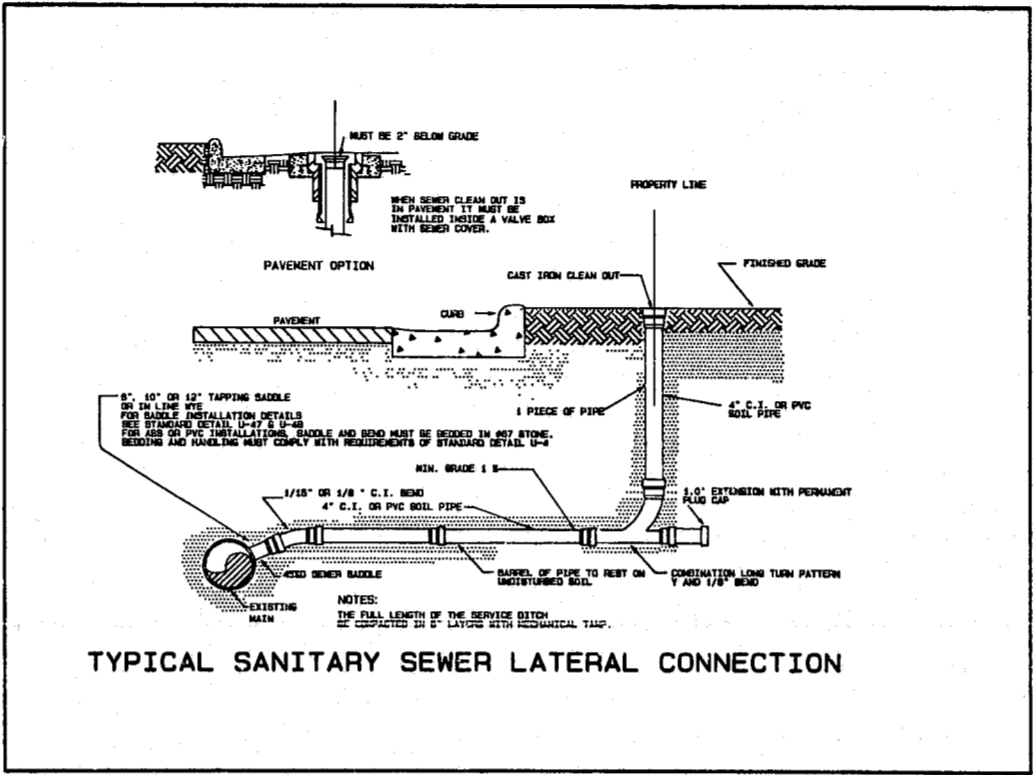 MUST BE 2" BELOW GRADE
WHEN SEWER CLEAN OUT IS
IN PAVEMENT IT MUST BE
INSTALLED INSIDE A VALVE BOX
WITH SEWER COVER.
PAVEMENT OPTION
PROPERTY LINE
CAST IRON CLEAN OUT
FINISHED GRADE
CURB
PAVEMENT
10" OR 12" TAPPING SADDLE
OR IN LINE WYE
FOR SADDLE INSTALLATION DETAILS
SEE STANDARD DETAIL U-47 & U-48
FOR ABS OR PVC INSTALLATIONS, SADDLE AND BEND MUST BE BEDDED IN #67 STONE.
BEDDING AND HANDLING MUST COMPLY WITH REQUIREMENTS OF STANDARD DETAIL
1 PIECE OF PIPE
4" C.I. OR PVC
SOIL PIPE
MIN. GRADE 1
1/16" OR 1/8 " C.I. BEND
4" C.I. OR PVC SOIL PIPE
1.0' EXTENSION WITH PERMANENT
PLUG CAP
SEWER SADDLE
BARREL OF PIPE TO REST ON
UNDISTURBED SOIL
COMBINATION LONG TURN PATTERN
Y AND 1/8" BEND
EXISTING
MAIN
NOTES:
THE FULL LENGTH OF THE SERVICE DITCH
BE COMPACTED IN 6" LAYERS WITH MECHANICAL TAMP.
TYPICAL SANITARY SEWER LATERAL CONNECTION